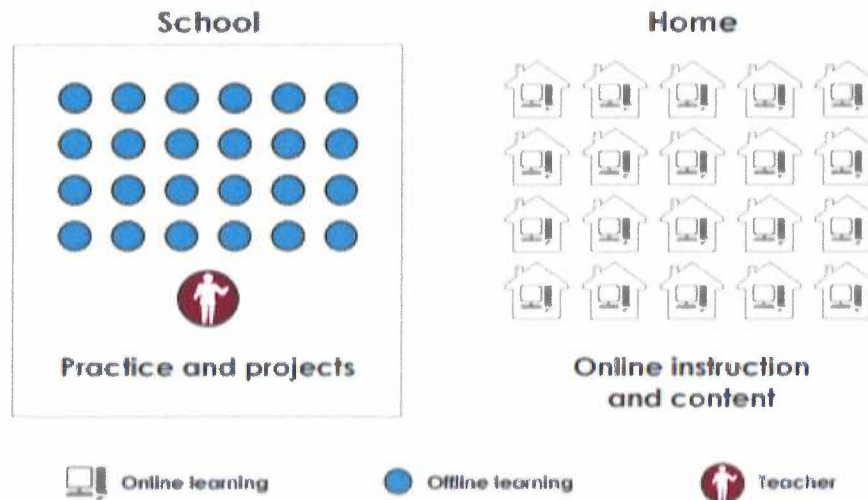 School
Home
Practice and projects
Online instruction
and content
Online learning
Offline learning
Teacher